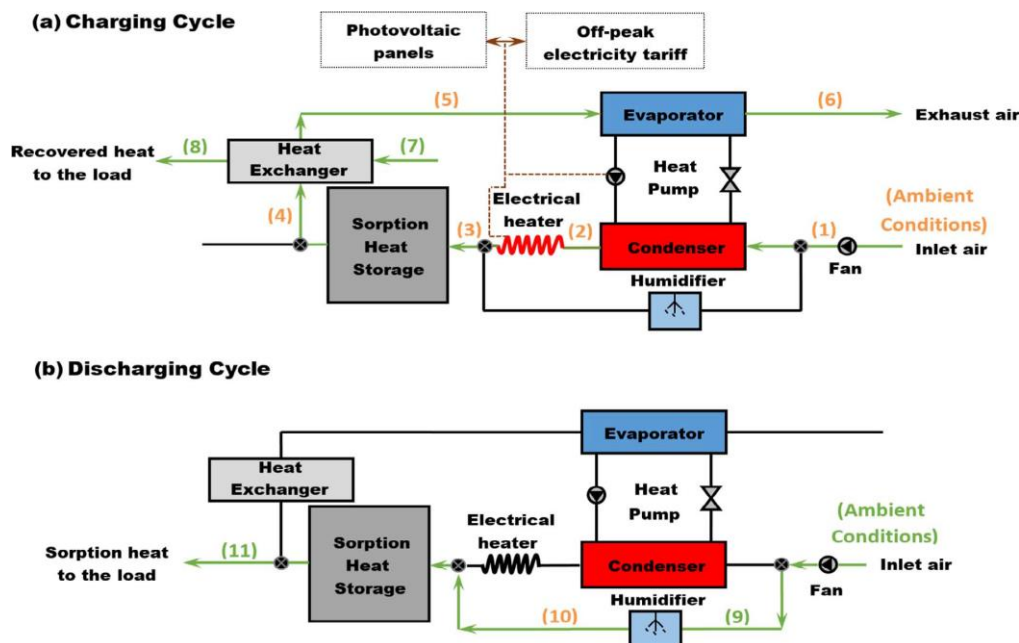 (a) Charging Cycle
Photovoltaic
panels
Off-peak
electricity tariff
(5)
(6)
Evaporator
Exhaust air
(8)
(7)
Recovered heat
to the load
Heat
Exchanger
Heat
Pump
(4)
Electrical
heater
(Ambient
Conditions)
Sorption
Heat
Storage
(3)
(2)
Condenser
(1)
Inlet air
Fan
Humidifier
(b) Discharging Cycle
Evaporator
Heat
Exchanger
Heat
Pump
Electrical
heater
(Ambient
Conditions)
Sorption heat
to the load
(11)
Sorption
Heat
Storage
Condenser
Inlet air
Fan
Humidifier
(10)
(9)